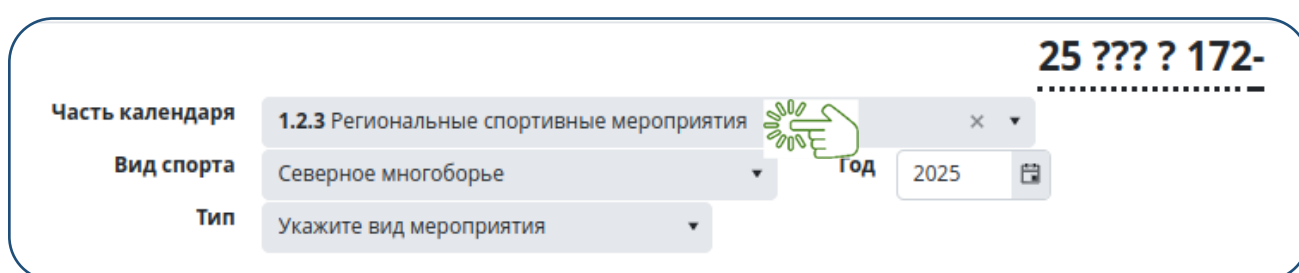 25 ??? ? 172-
Часть календаря 1.2.3 Региональные спортивные мероприятия
Вид спорта Северное многоборье Год 2025
Тип Укажите вид мероприятия